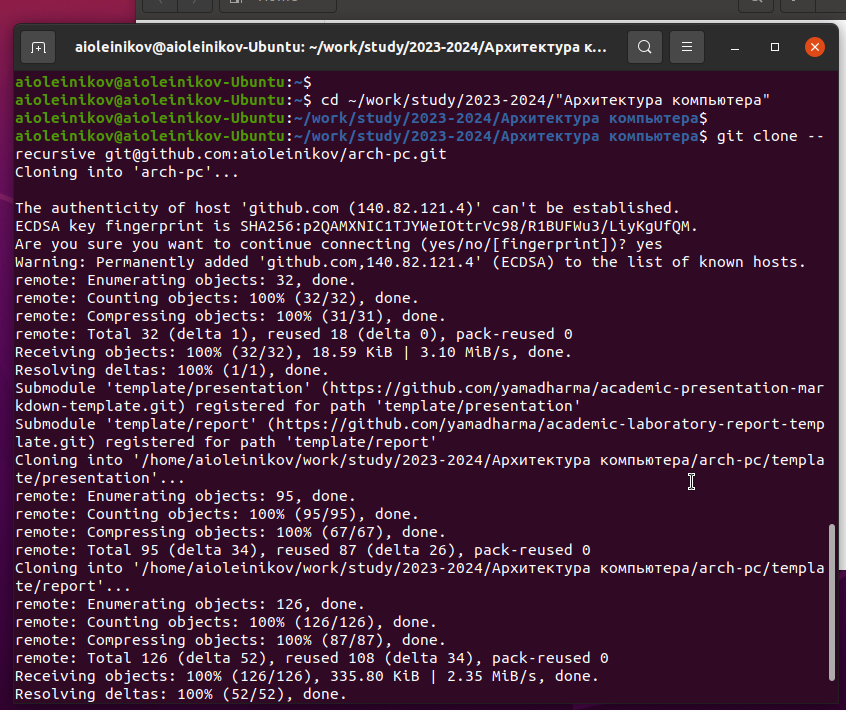 aioleinikov@aioleinikov-Ubuntu: ~/work/study/2023-2024/Архитектура к...
aioleinikov@aioleinikov-Ubuntu:~$
aioleinikov@aioleinikov-Ubuntu:~$ cd ~/work/study/2023-2024/"Архитектура компьютера"
aioleinikov@aioleinikov-Ubuntu:~/work/study/2023-2024/Архитектура компьютера$
aioleinikov@aioleinikov-Ubuntu:~/work/study/2023-2024/Архитектура компьютера$ git clone --
recursive git@github.com:aioleinikov/arch-pc.git
Cloning into 'arch-pc'...
The authenticity of host 'github.com (140.82.121.4)' can't be established.
ECDSA key fingerprint is SHA256:p2QAMXNIC1TJYWeIOttrVc98/R1BUFWu3/LiyKgUfQM.
Are you sure you want to continue connecting (yes/no/[fingerprint])? yes
Warning: Permanently added 'github.com,140.82.121.4' (ECDSA) to the list of known hosts.
remote: Enumerating objects: 32, done.
remote: Counting objects: 100% (32/32), done.
remote: Compressing objects: 100% (31/31), done.
remote: Total 32 (delta 1), reused 18 (delta 0), pack-reused 0
Receiving objects: 100% (32/32), 18.59 KiB | 3.10 MiB/s, done.
Resolving deltas: 100% (1/1), done.
Submodule 'template/presentation' (https://github.com/yamadharma/academic-presentation-mar
kdown-template.git) registered for path 'template/presentation'
Submodule 'template/report' (https://github.com/yamadharma/academic-laboratory-report-temp
late.git) registered for path 'template/report'
Cloning into '/home/aioleinikov/work/study/2023-2024/Архитектура компьютера/arch-pc/templa
te/presentation'...
remote: Enumerating objects: 95, done.
remote: Counting objects: 100% (95/95), done.
remote: Compressing objects: 100% (67/67), done.
remote: Total 95 (delta 34), reused 87 (delta 26), pack-reused 0
Cloning into '/home/aioleinikov/work/study/2023-2024/Архитектура компьютера/arch-pc/templa
te/report'...
remote: Enumerating objects: 126, done.
remote: Counting objects: 100% (126/126), done.
remote: Compressing objects: 100% (87/87), done.
remote: Total 126 (delta 52), reused 108 (delta 34), pack-reused 0
Receiving objects: 100% (126/126), 335.80 KiB | 2.35 MiB/s, done.
Resolving deltas: 100% (52/52), done.